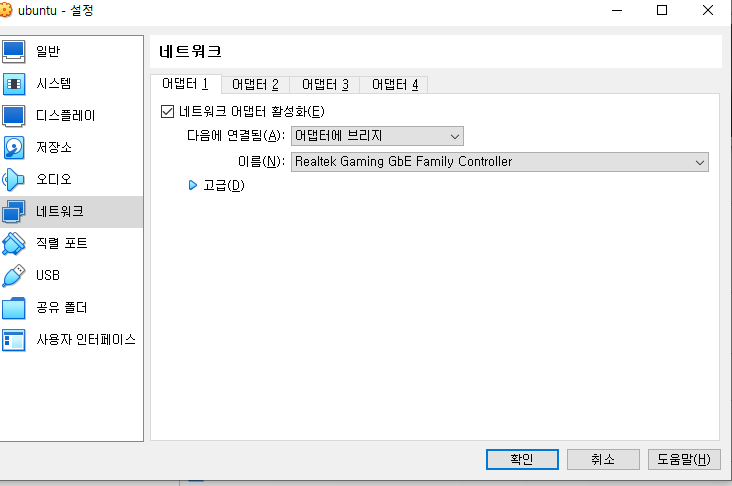 ubuntu - 설정
일반
시스템
디스플레이
저장소
오디오
네트워크
직렬 포트
USB
공유 폴더
사용자 인터페이스
네트워크
어댑터 1 어댑터 2 어댑터 3 어댑터 4
네트워크 어댑터 활성화(E)
다음에 연결됨(A): 어댑터에 브리지
이름(N): Realtek Gaming GbE Family Controller
고급(D)
확인 취소 도움말(H)